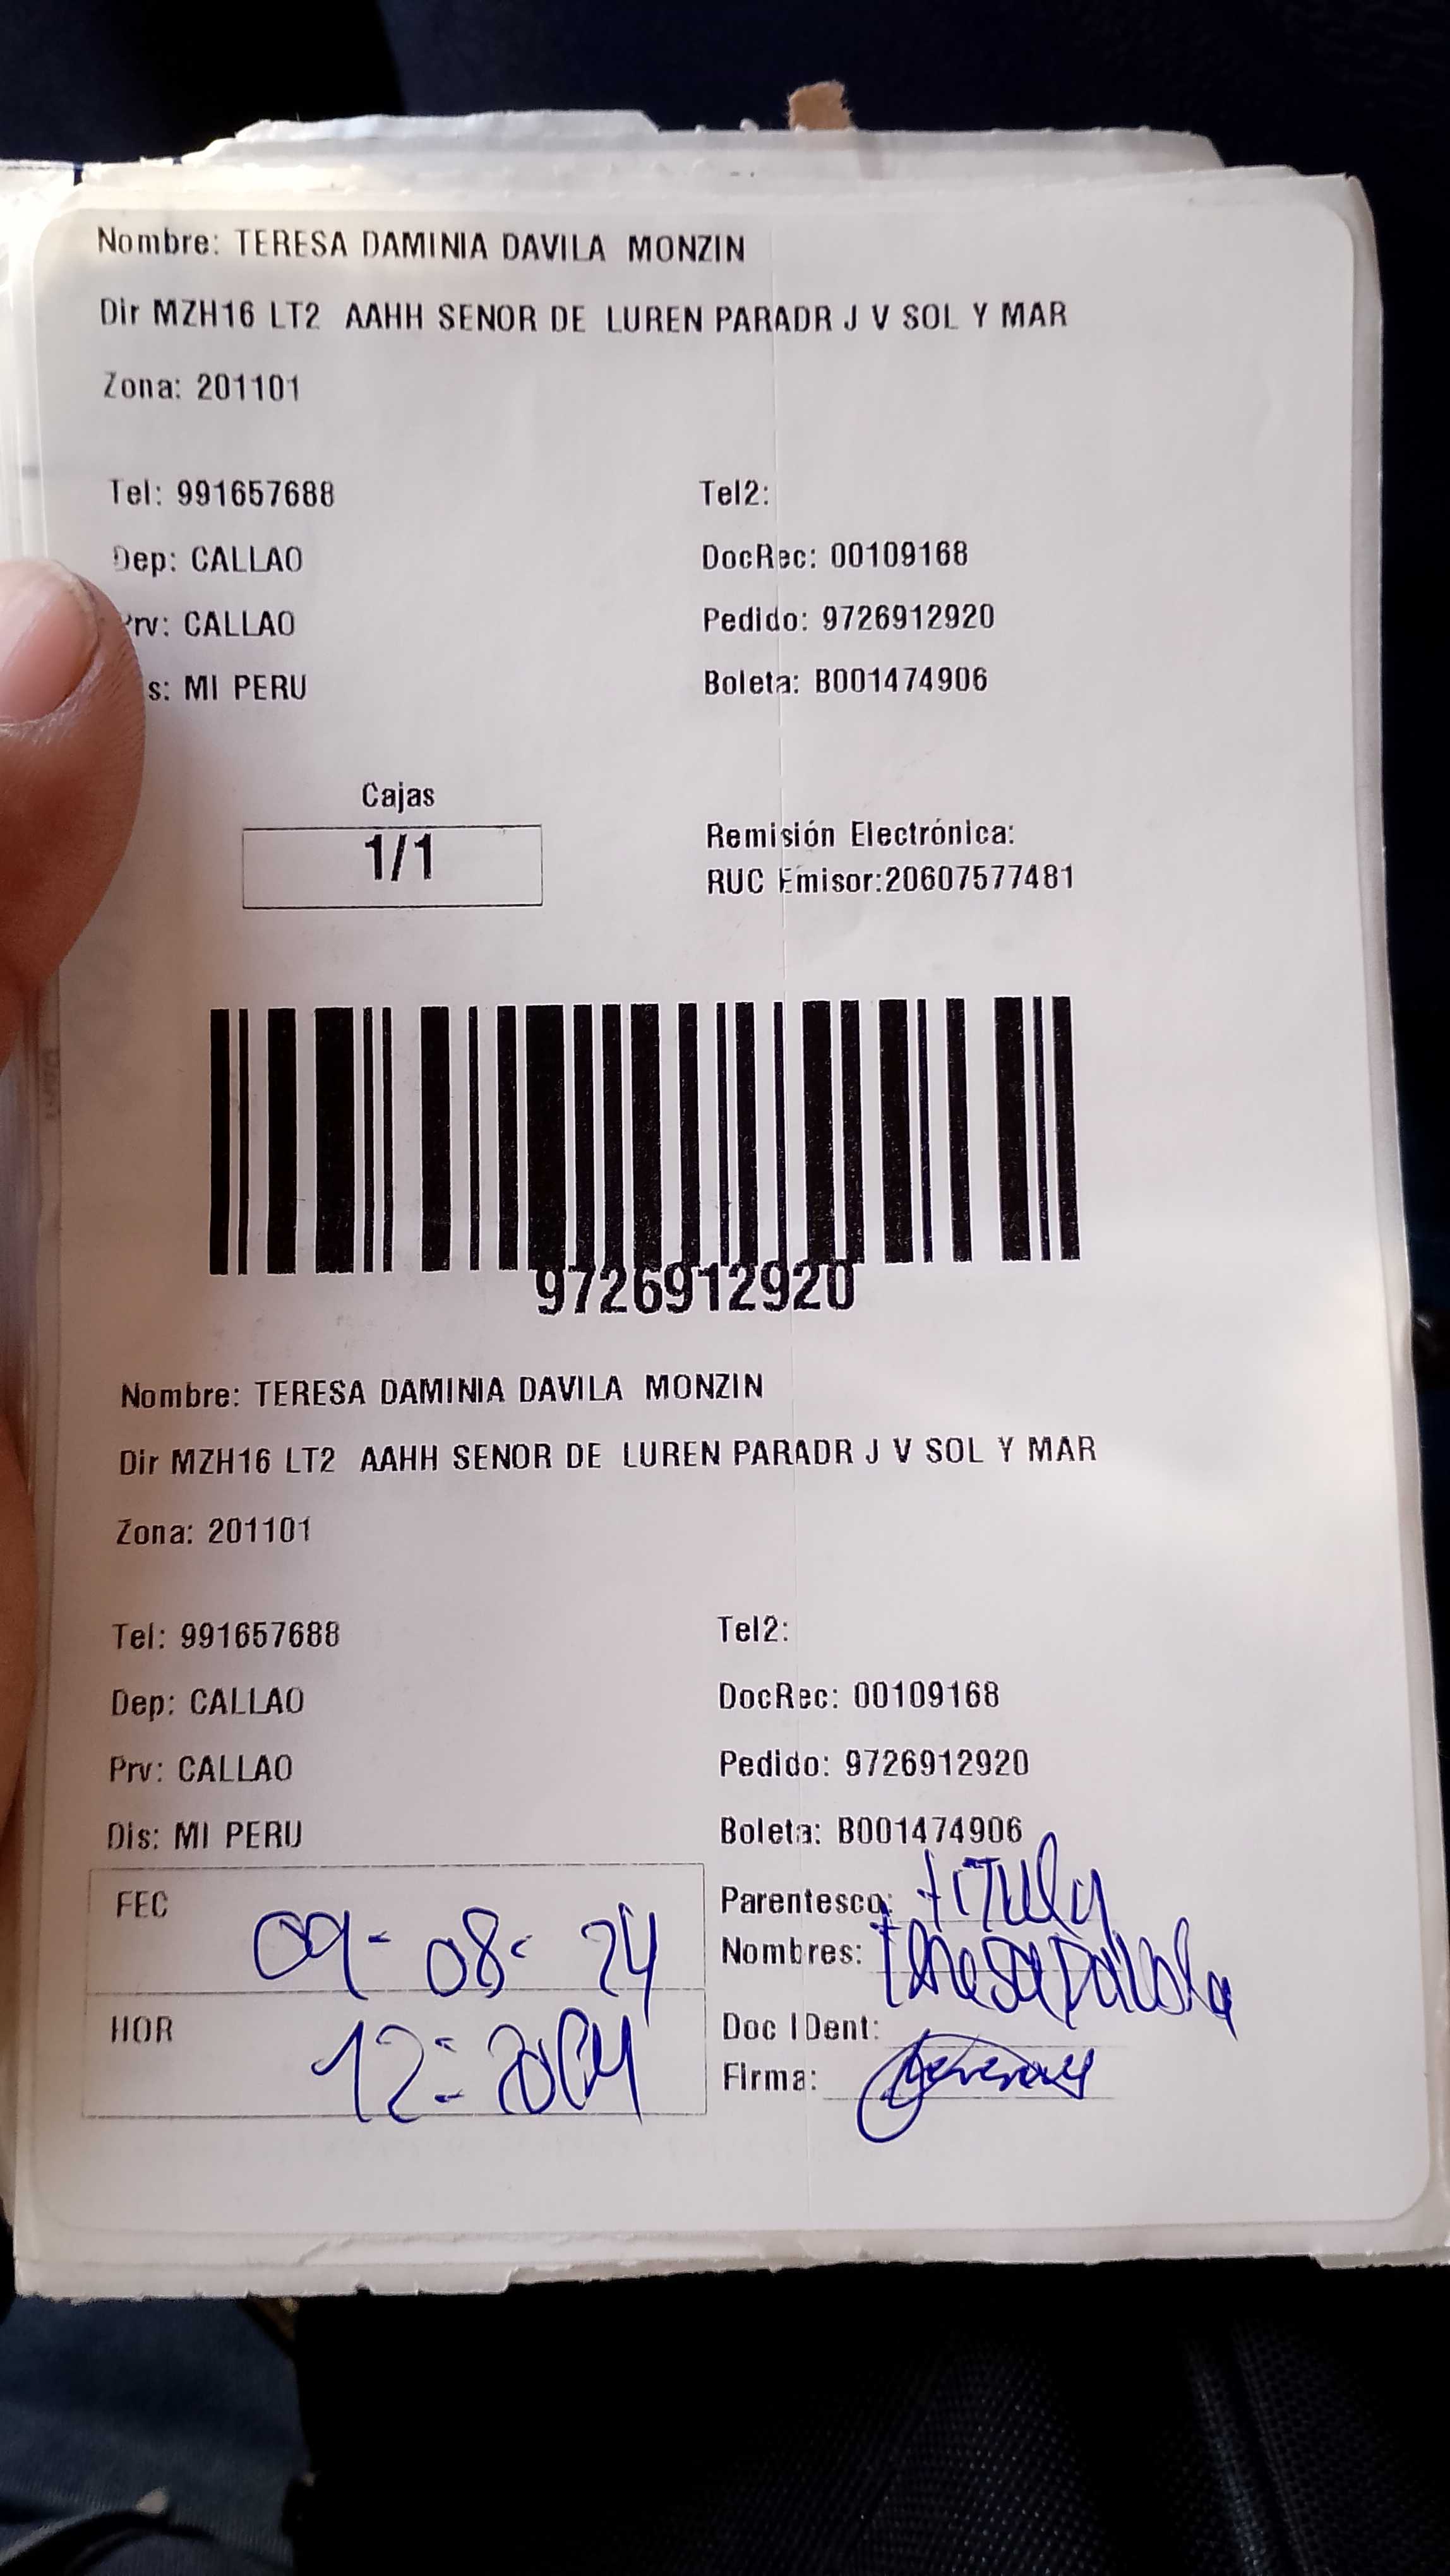 Nombre: TERESA DAMINIA DAVILA MONZIN
Dir MZH16 LT2 AAHH SENOR DE LUREN PARADR J V SOL Y MAR
Zona: 201101
Tel: 991657688 Tel2:
Dep: CALLAO DocRec: 00109168
Prv: CALLAO Pedido: 9726912920
s: MI PERU Boleta: B001474906
Cajas
1/1
Remisión Electrónica:
RUC Emisor:20607577481
9726912920
Nombre: TERESA DAMINIA DAVILA MONZIN
Dir MZH16 LT2 AAHH SENOR DE LUREN PARADR J V SOL Y MAR
Zona: 201101
Tel: 991657688 Tel2:
Dep: CALLAO DocRec: 00109168
Prv: CALLAO Pedido: 9726912920
Dis: MI PERU Boleta: B001474906
FEC 09-08-24
Parentesco:
Nombres: Teresa Davila
HOR 12:
Doc IDent:
Firma: